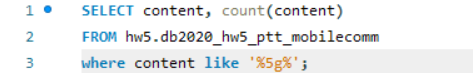 1 SELECT content, count(content)
2 FROM hw5.db2020_hw5_ptt_mobilecomm
3 where content like '%5g%';